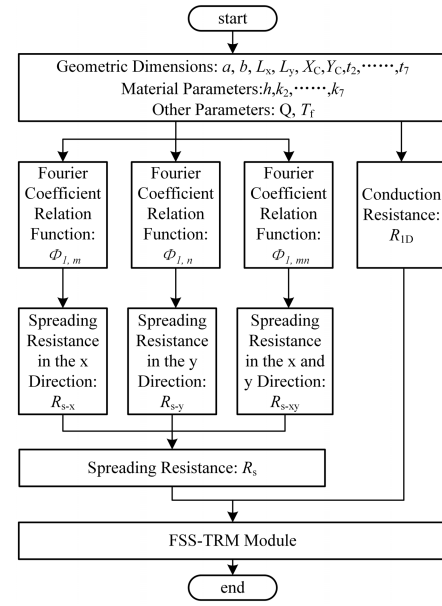 start
Geometric Dimensions: a, b, Lx, Ly, XC,YC,t2,……,t7
Material Parameters:h,k2,……,k7
Other Parameters: Q, Tf
Fourier
Coefficient
Relation
Function:
Φ1, m
Fourier
Coefficient
Relation
Function:
Φ1, n
Fourier
Coefficient
Relation
Function:
Φ1, mn
Conduction
Resistance:
R1D
Spreading
Resistance
in the x
Direction:
Rs-x
Spreading
Resistance
in the y
Direction:
Rs-y
Spreading
Resistance
in the x and
y Direction:
Rs-xy
Spreading Resistance: Rs
FSS-TRM Module
end